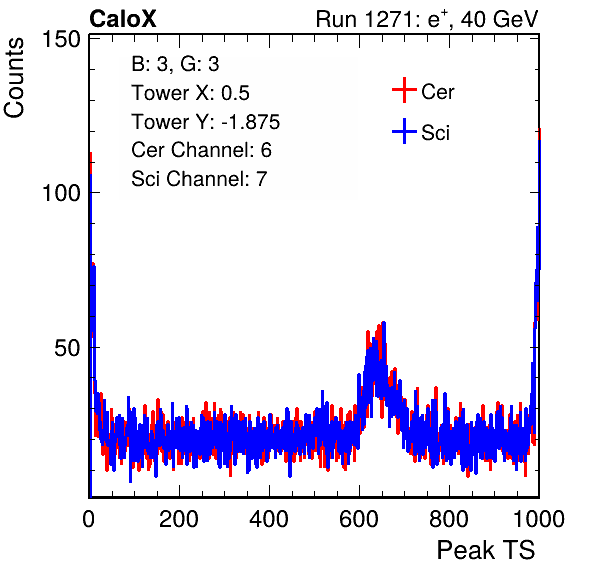 CaloX Run 1271: e+, 40 GeV
Counts
150
100
50
B: 3, G: 3
Tower X: 0.5
Tower Y: -1.875
Cer Channel: 6
Sci Channel: 7
Cer
Sci
0 200 400 600 800 1000
Peak TS